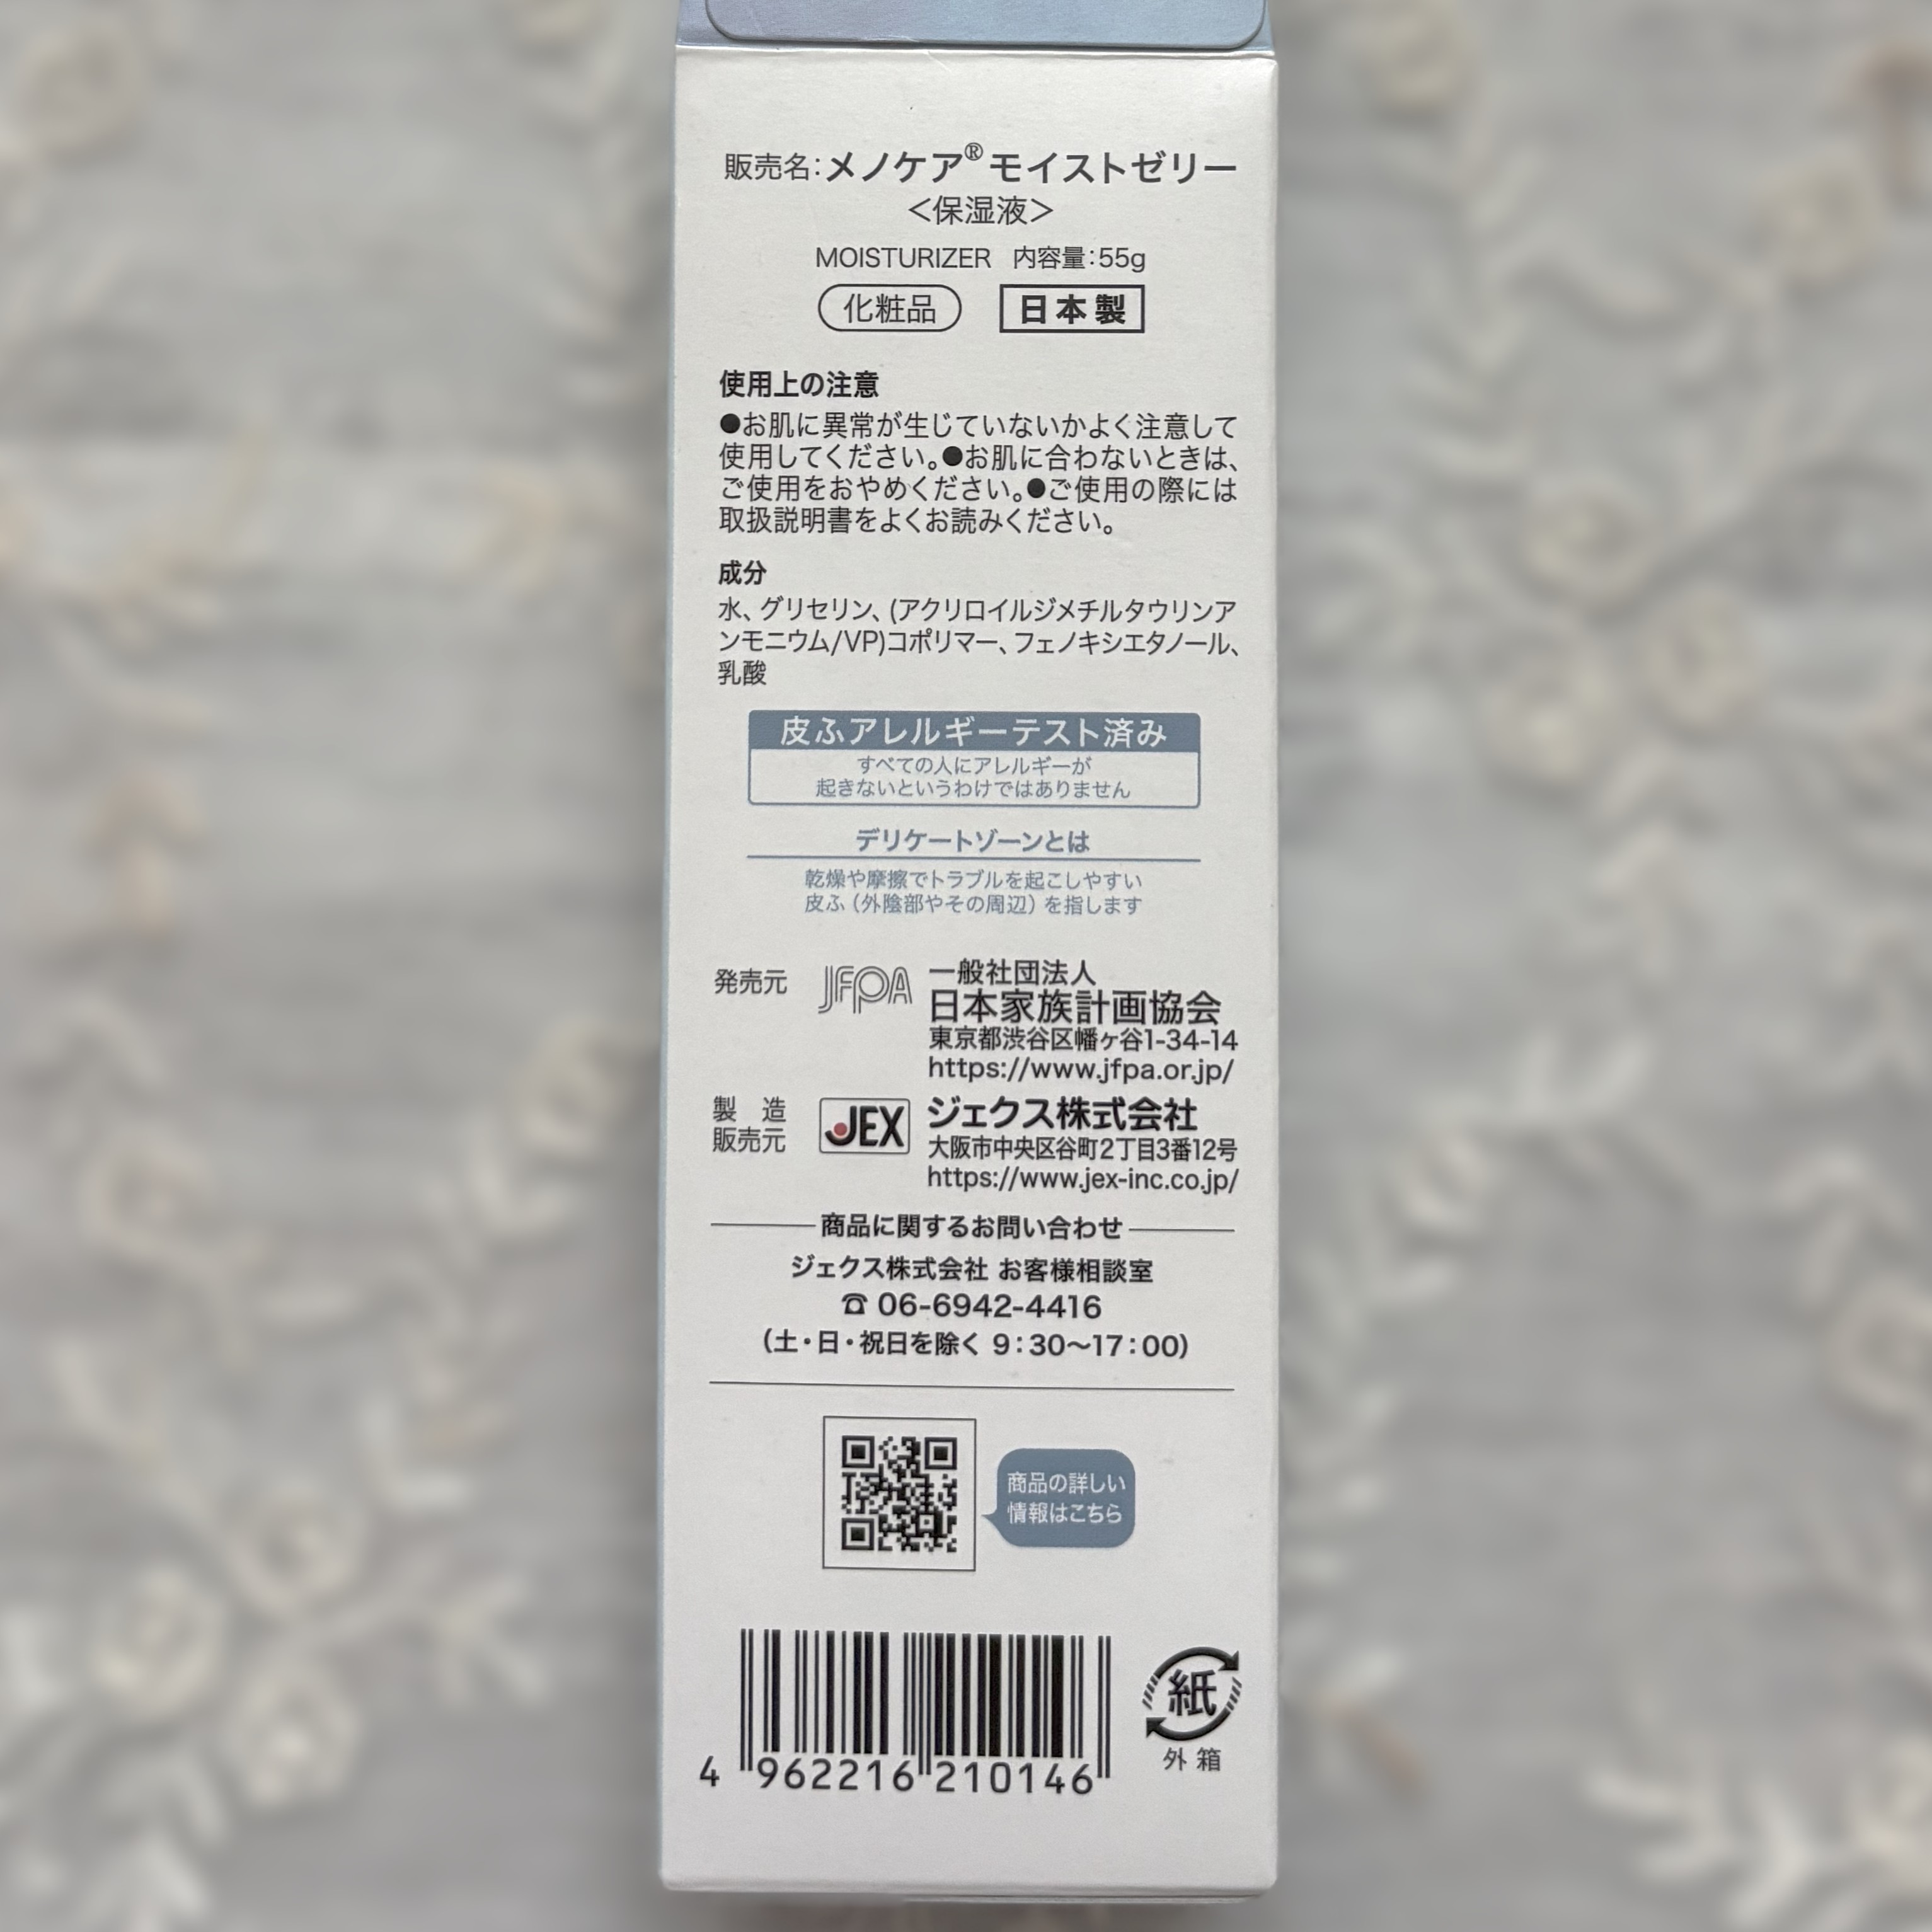 販売名:メノケア®モイストゼリー
<保湿液>
MOISTURIZER 内容量:55g
化粧品 日本製
使用上の注意
●お肌に異常が生じていないかよく注意して
使用してください。●お肌に合わないときは、
ご使用をおやめください。●ご使用の際には
取扱説明書をよくお読みください。
成分
水、グリセリン、(アクリロイルジメチルタウリンア
ンモニウム/VP)コポリマー、フェノキシエタノール、
乳酸
皮ふアレルギーテスト済み
すべての人にアレルギーが
起きないというわけではありません
デリケートゾーンとは
乾燥や摩擦でトラブルを起こしやすい
皮ふ(外陰部やその周辺)を指します
発売元 JFPA 一般社団法人
日本家族計画協会
東京都渋谷区幡ヶ谷1-34-14
https://www.jfpa.or.jp/
製造
販売元 JEX ジェクス株式会社
大阪市中央区谷町2丁目3番12号
https://www.jex-inc.co.jp/
商品に関するお問い合わせ
ジェクス株式会社 お客様相談室
☎ 06-6942-4416
(土・日・祝日を除く 9:30〜17:00)
商品の詳しい
情報はこちら
紙
外箱
4 962216 210146